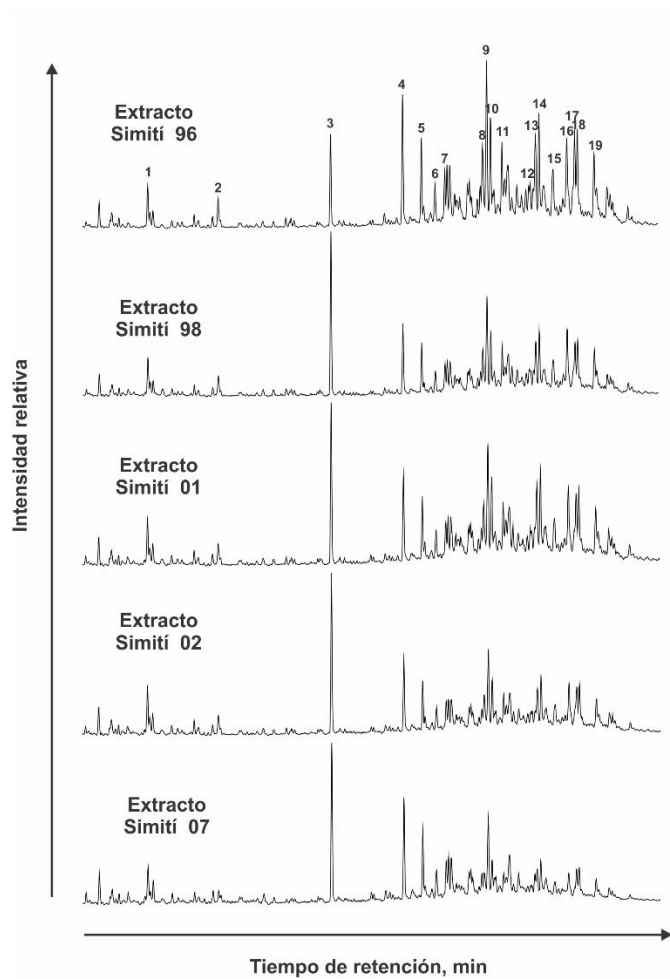 9
4
14
Extracto
Simití 96
3
5
8
10
11
13
17
16
18
1
2
6
7
12
15
19
Extracto
Simití 98
Extracto
Simití 01
Extracto
Simití 02
Extracto
Simití 07
Intensidad relativa
Tiempo de retención, min